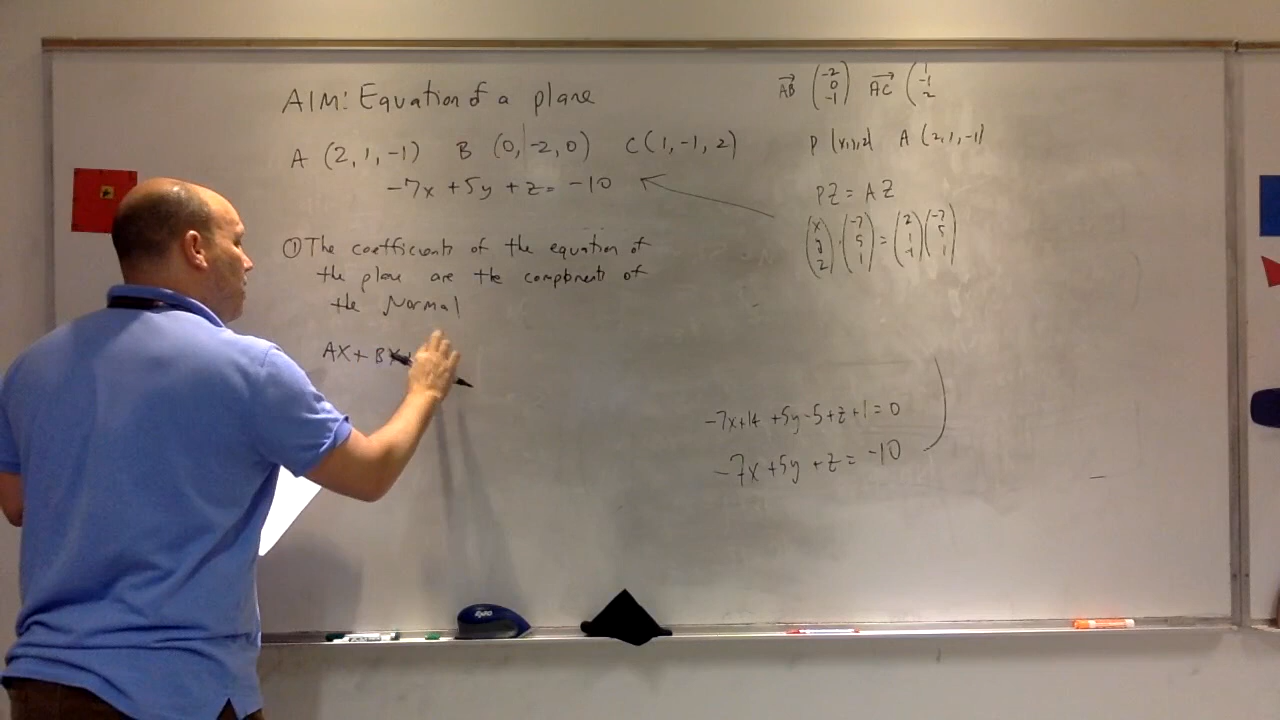 AIM: Equation of a plane
A (2, 1, -1) B (0, -2, 0) C (1, -1, 2)
-7x + 5y + z = -10
① The coefficients of the equation of
the plane are the components of
the Normal
AX + B
AB (-2 0 -1) AC (1 -1 2
P (x,y,z) A (2,1,-1)
PZ = AZ
(x y z) · (-7 5 1) = (2 1 -1) (-7 5 1)
-7x+14 +5y-5+z+1=0
-7x+5y+z=-10
EXPO